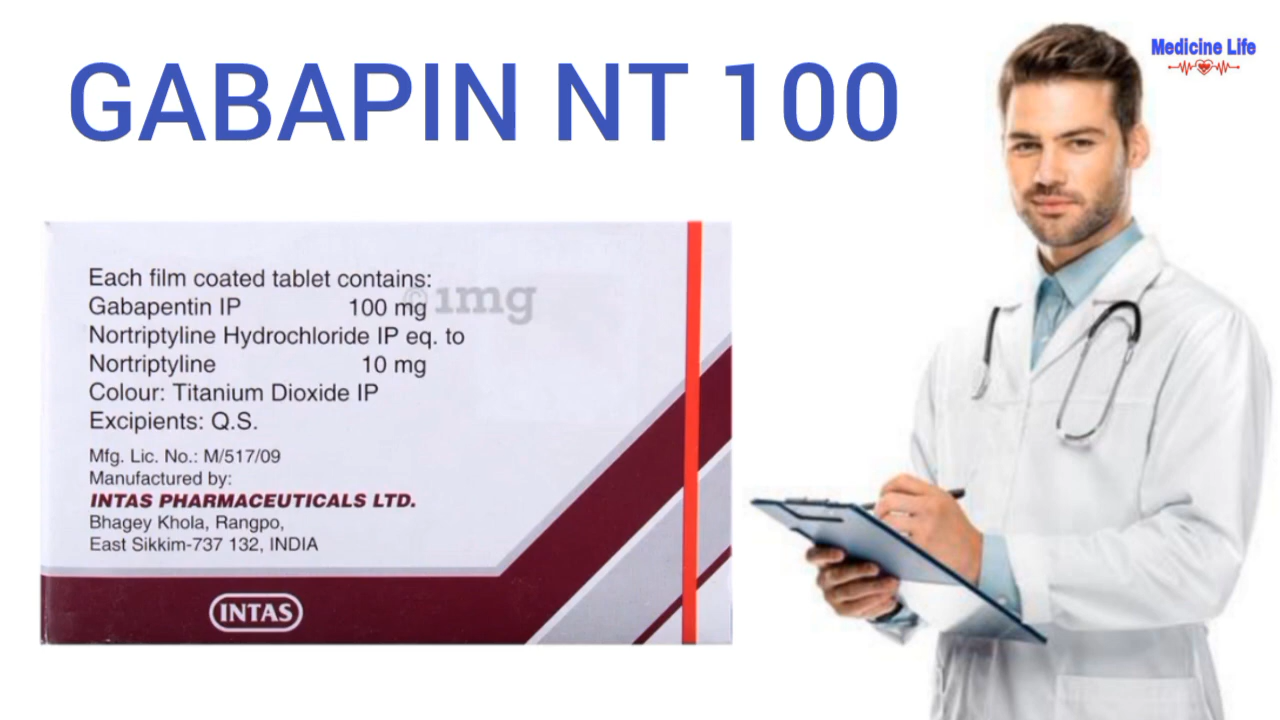 GABAPIN NT 100
Medicine Life
Each film coated tablet contains:
Gabapentin IP 100 mg
©1mg
Nortriptyline Hydrochloride IP eq. to
Nortriptyline 10 mg
Colour: Titanium Dioxide IP
Excipients: Q.S.
Mfg. Lic. No.: M/517/09
Manufactured by:
INTAS PHARMACEUTICALS LTD.
Bhagey Khola, Rangpo,
East Sikkim-737 132, INDIA
INTAS